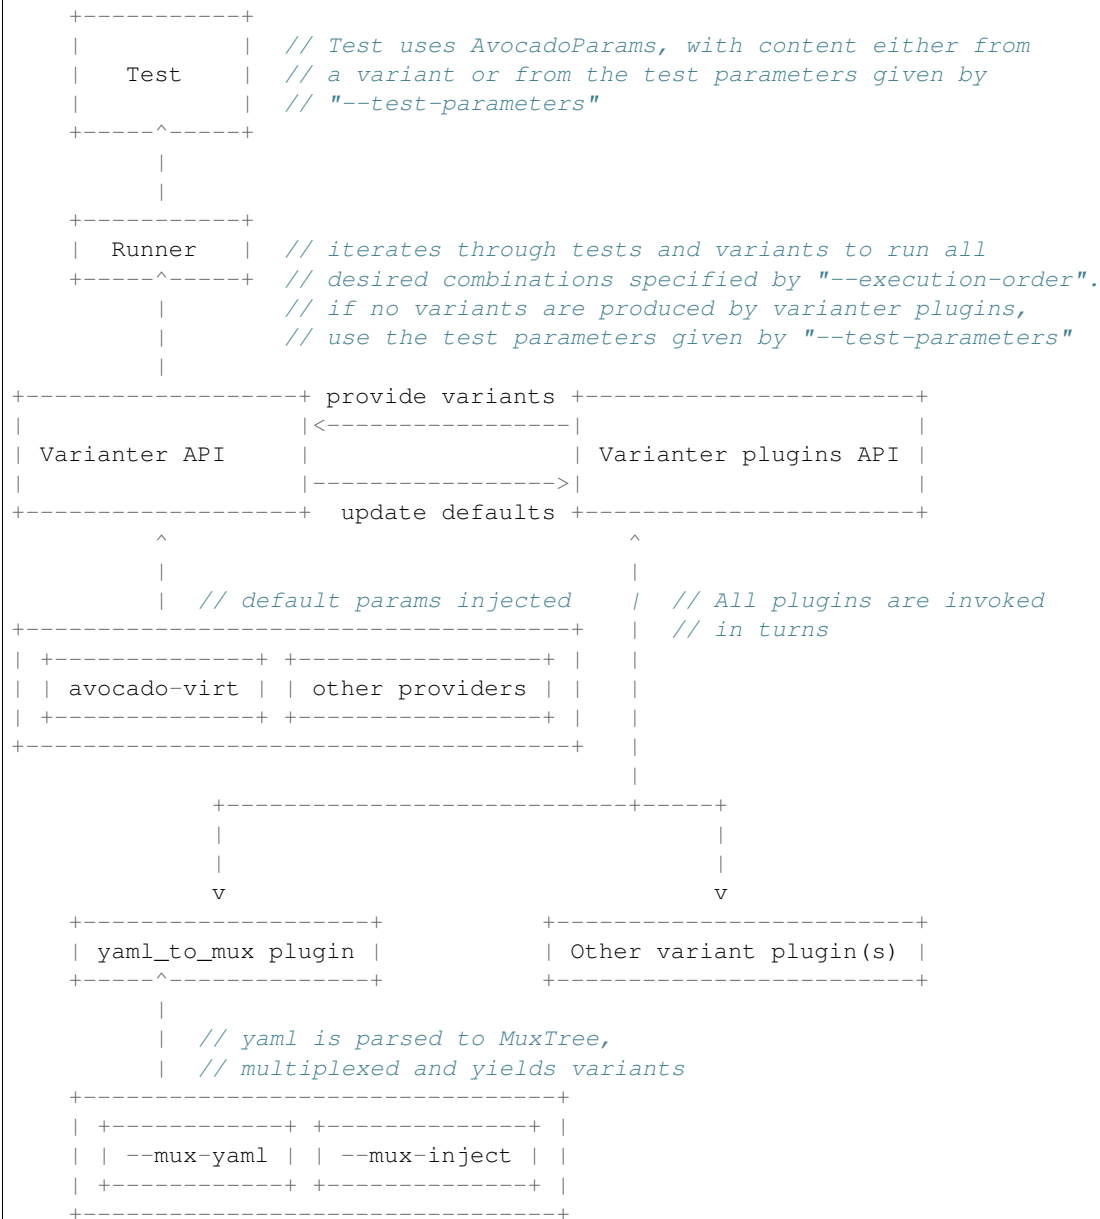 +-----------+
|           |  // Test uses AvocadoParams, with content either from
|   Test    |  // a variant or from the test parameters given by
|           |  // "--test-parameters"
+-----^-----+
|
|
+-----------+
|  Runner   |  // iterates through tests and variants to run all
+-----^-----+  // desired combinations specified by "--execution-order".
|        // if no variants are produced by varianter plugins,
|        // use the test parameters given by "--test-parameters"
|
+-------------------+ provide variants +-----------------------+
|                   |<-----------------|                       |
| Varianter API     |                  | Varianter plugins API |
|                   |----------------->|                       |
+-------------------+  update defaults +-----------------------+
^                                ^
|                                |
|  // default params injected    |  // All plugins are invoked
+--------------------------------------+   |  // in turns
| +--------------+ +-----------------+ |   |
| | avocado-virt | | other providers | |   |
| +--------------+ +-----------------+ |   |
+--------------------------------------+   |
|
+----------------------------+-----+
|                                  |
|                                  |
v                                  v
+--------------------+           +-------------------------+
| yaml_to_mux plugin |           | Other variant plugin(s) |
+-----^--------------+           +-------------------------+
|
|  // yaml is parsed to MuxTree,
|  // multiplexed and yields variants
+---------------------------------+
| +------------+ +--------------+ |
| | --mux-yaml | | --mux-inject | |
| +------------+ +--------------+ |
+---------------------------------+